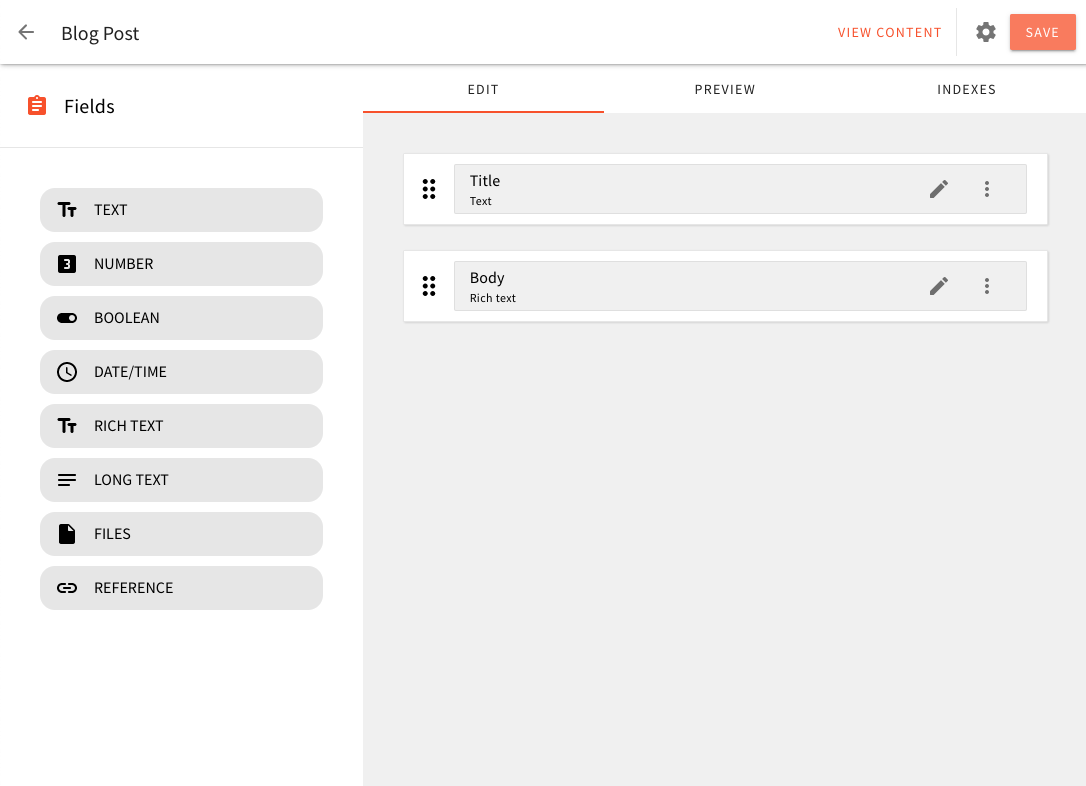 Blog Post
VIEW CONTENT
SAVE
Fields
EDIT
PREVIEW
INDEXES
TEXT
3
NUMBER
BOOLEAN
DATE/TIME
RICH TEXT
LONG TEXT
FILES
REFERENCE
Title
Text
Body
Rich text